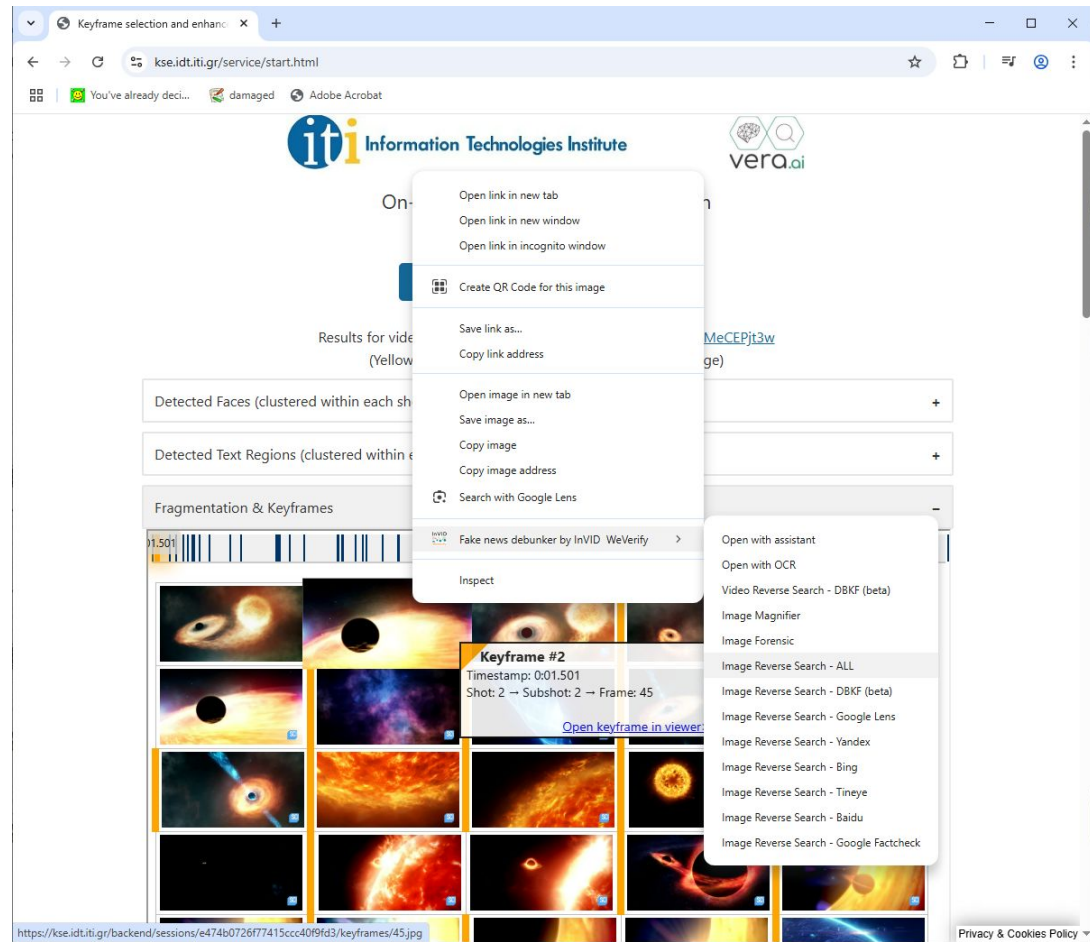 Keyframe selection and enhanc
kse.idt.iti.gr/service/start.html
You've already deci...
damaged
Adobe Acrobat
iti Information Technologies Institute
vera.ai
On-
n
Results for vide
MeCEPjt3w
(Yellow
ge)
Detected Faces (clustered within each sh
+
Detected Text Regions (clustered within e
+
Fragmentation & Keyframes
-
01.501
Open link in new tab
Open link in new window
Open link in incognito window
Create QR Code for this image
Save link as...
Copy link address
Open image in new tab
Save image as...
Copy image
Copy image address
Search with Google Lens
InVID
Fake news debunker by InVID WeVerify
Inspect
Open with assistant
Open with OCR
Video Reverse Search - DBKF (beta)
Image Magnifier
Image Forensic
Image Reverse Search - ALL
Image Reverse Search - DBKF (beta)
Image Reverse Search - Google Lens
Image Reverse Search - Yandex
Image Reverse Search - Bing
Image Reverse Search - Tineye
Image Reverse Search - Baidu
Image Reverse Search - Google Factcheck
Keyframe #2
Timestamp: 0:01.501
Shot: 2 → Subshot: 2 → Frame: 45
Open keyframe in viewer
https://kse.idt.iti.gr/backend/sessions/e474b0726f77415ccc40f9fd3/keyframes/45.jpg
Privacy & Cookies Policy